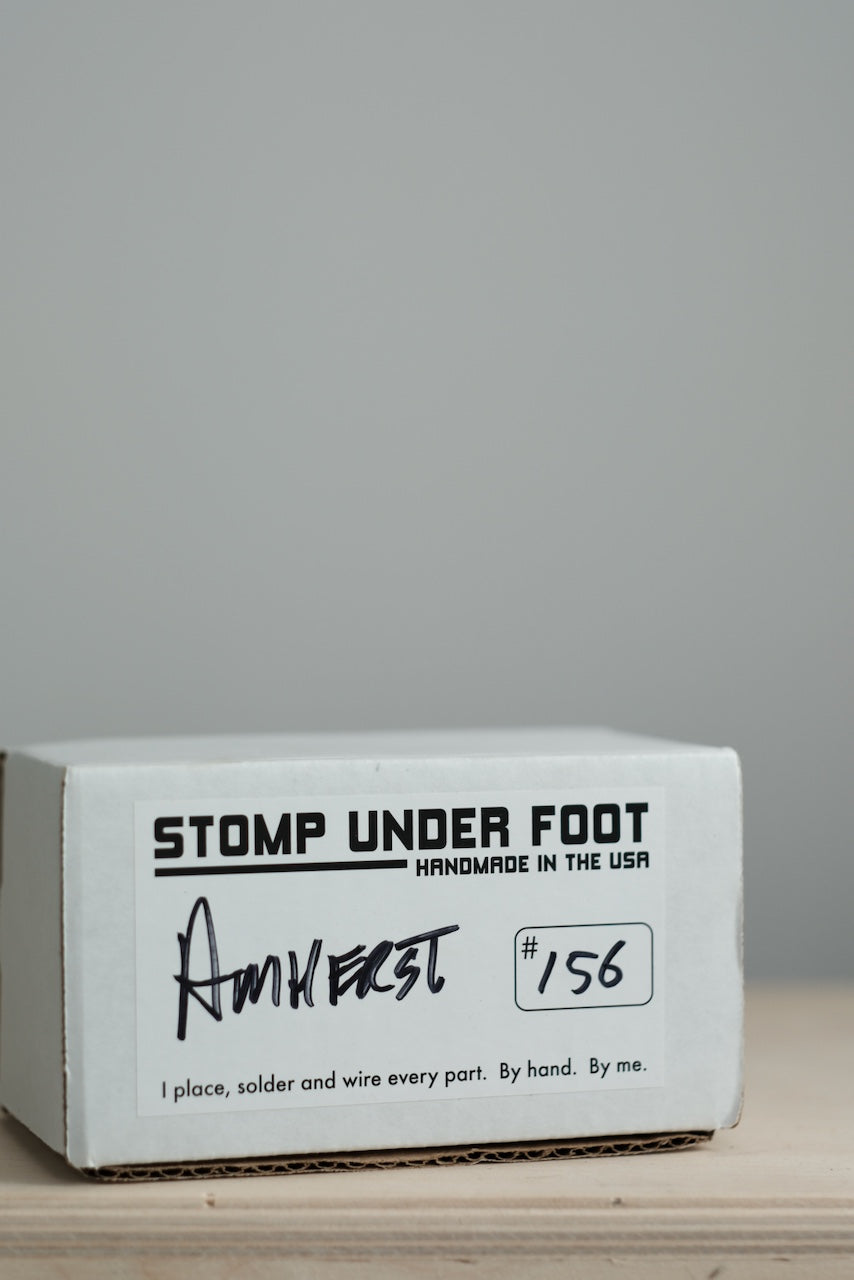 STOMP UNDER FOOT
HANDMADE IN THE USA
AMHERST
#156
I place, solder and wire every part. By hand. By me.